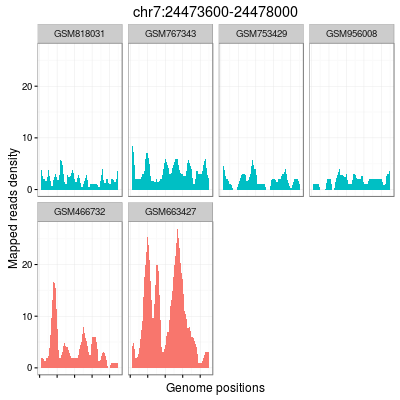 chr7:24473600-24478000
GSM818031 GSM767343 GSM753429 GSM956008
20
10
0
GSM466732 GSM663427
20
10
0
Mapped reads density
Genome positions